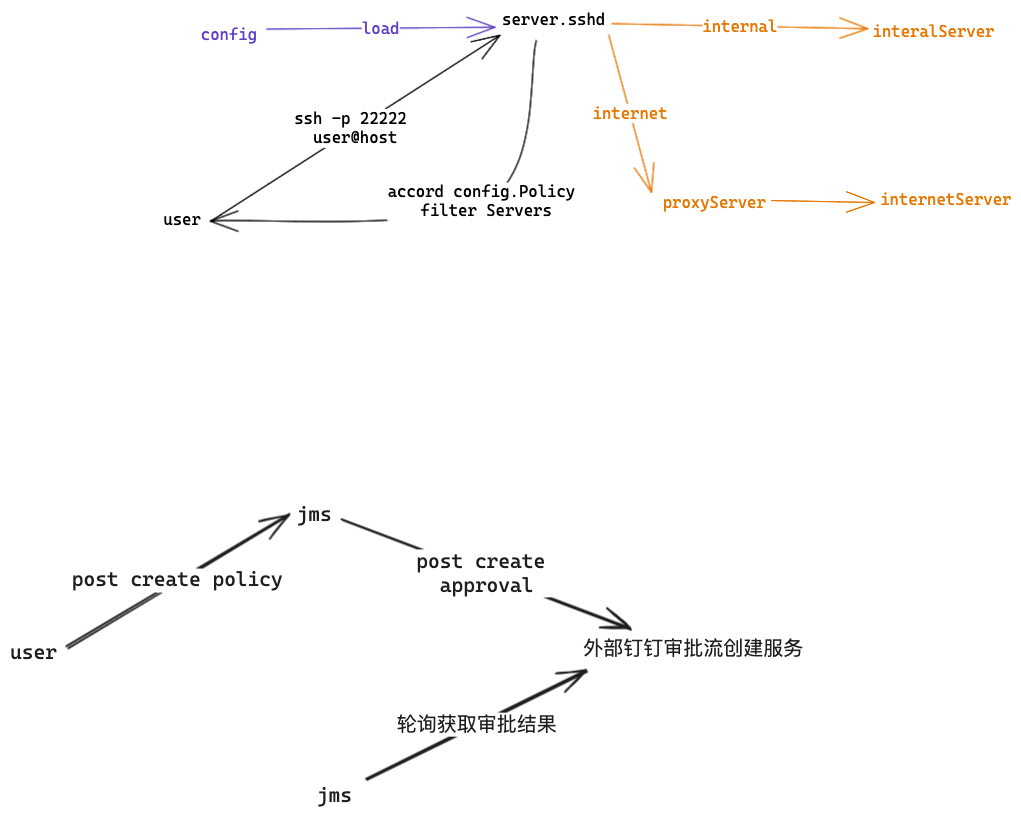 server.sshd
config
load
internal
interalServer
ssh -p 22222
user@host
internet
accord config.Policy
filter Servers
user
proxyServer
internetServer
jms
post create policy
post create
approval
user
外部钉钉审批流创建服务
轮询获取审批结果
jms